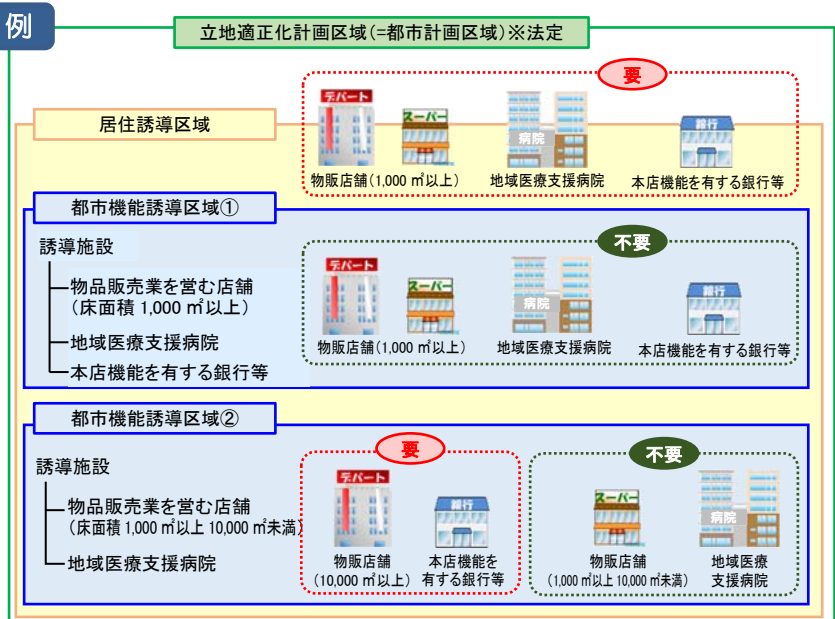 例
立地適正化計画区域(=都市計画区域)※法定
要
居住誘導区域
デパート
スーパー
病院
銀行
物販店舗(1,000 ㎡以上)
地域医療支援病院
本店機能を有する銀行等
都市機能誘導区域①
誘導施設
物品販売業を営む店舗
(床面積 1,000 ㎡以上)
地域医療支援病院
本店機能を有する銀行等
不要
デパート
スーパー
病院
銀行
物販店舗(1,000 ㎡以上)
地域医療支援病院
本店機能を有する銀行等
都市機能誘導区域②
誘導施設
物品販売業を営む店舗
(床面積 1,000 ㎡以上 10,000 ㎡未満)
地域医療支援病院
要
デパート
銀行
物販店舗
(10,000 ㎡以上)
本店機能を
有する銀行等
不要
スーパー
病院
物販店舗
(1,000 ㎡以上 10,000 ㎡未満)
地域医療
支援病院